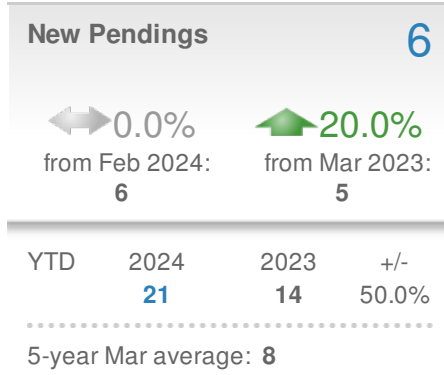 New Pendings 6
0.0% 20.0%
from Feb 2024: from Mar 2023:
6 5
YTD 2024 2023 +/-
21 14 50.0%
5-year Mar average: 8